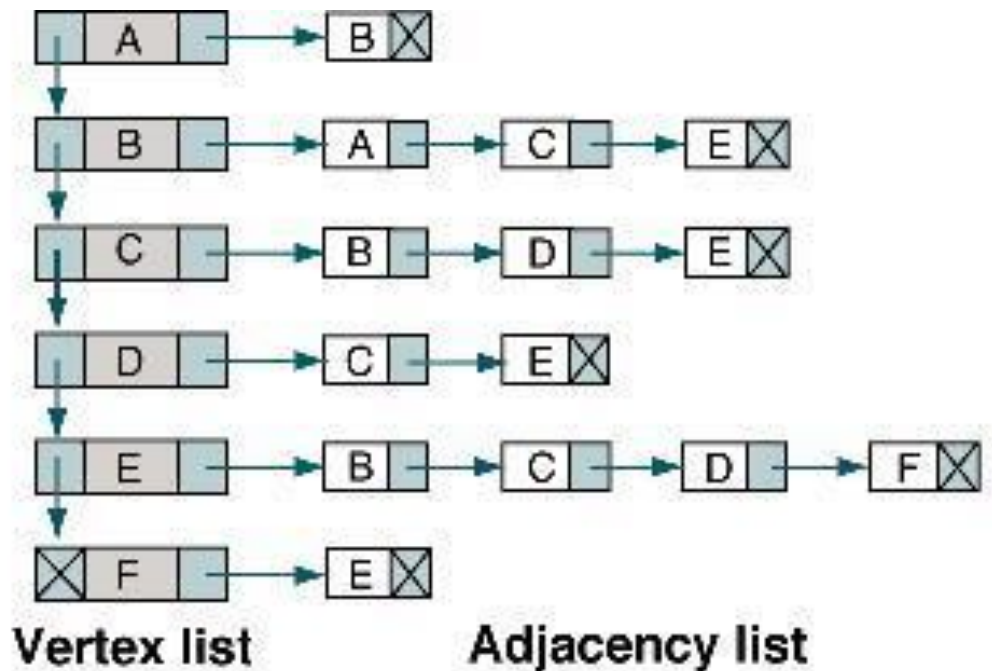 A B
B A C E
C B D E
D C E
E B C D F
F E
Vertex list Adjacency list